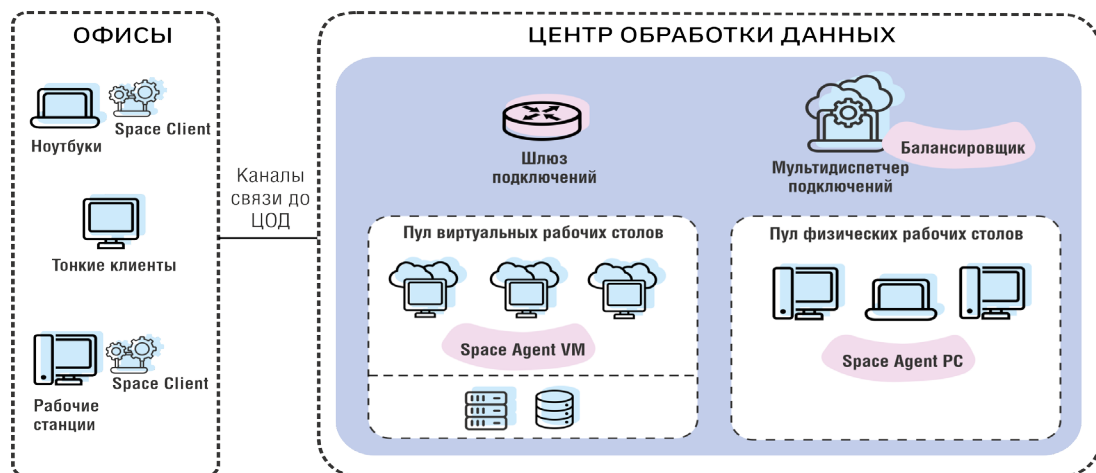 ОФИСЫ
Space Client
Ноутбуки
Тонкие клиенты
Space Client
Рабочие
станции
Каналы
связи до
ЦОД
ЦЕНТР ОБРАБОТКИ ДАННЫХ
Шлюз
подключений
Балансировщик
Мультидиспетчер
подключений
Пул виртуальных рабочих столов
Space Agent VM
Пул физических рабочих столов
Space Agent PC